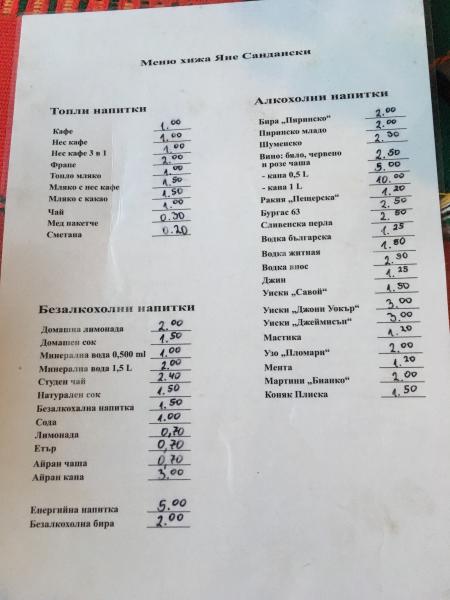 Меню хижа Яне Сандански
Топли напитки
Кафе 1.00
Нес кафе 1.00
Нес кафе 3 в 1 1.00
Фрапе 2.00
Топло мляко 1.00
Мляко с нес кафе 1.50
Мляко с какао 1.50
Чай 1.00
Мед пакетче 0.30
Сметана 0.20
Безалкохолни напитки
Домашна лимонада 2.00
Домашен сок 1.50
Минерална вода 0,500 ml 1.00
Минерална вода 1,5 L 2.00
Студен чай 2.40
Натурален сок 1.50
Безалкохална напитка 1.50
Сода 1.00
Лимонада 0,70
Етър 0,70
Айран чаша 0,70
Айран кана 3.00
Енергийна напитка 5.00
Безалкохолна бира 2.00
Алкохолни напитки
Бира „Пиринско“ 2.00
Пиринско младо 2.00
Шуменско 2.30
Вино: бяло, червено
и розе чаша 2.50
- кана 0,5 L 5.00
- кана 1 L 10.00
Ракия „Пещерска“ 1.20
Бургас 63 2.50
Сливенска перла 2.80
Водка българска 1.25
Водка житная 1.80
Водка внос 2.30
Джин 1.25
Уиски „Савой“ 1.50
Уиски „Джони Уокър“ 3.00
Уиски „Джеймисън“ 3.00
Мастика 1.20
Узо „Пломари“ 2.00
Мента 1.20
Мартини „Бианко“ 2.00
Коняк Плиска 1.50